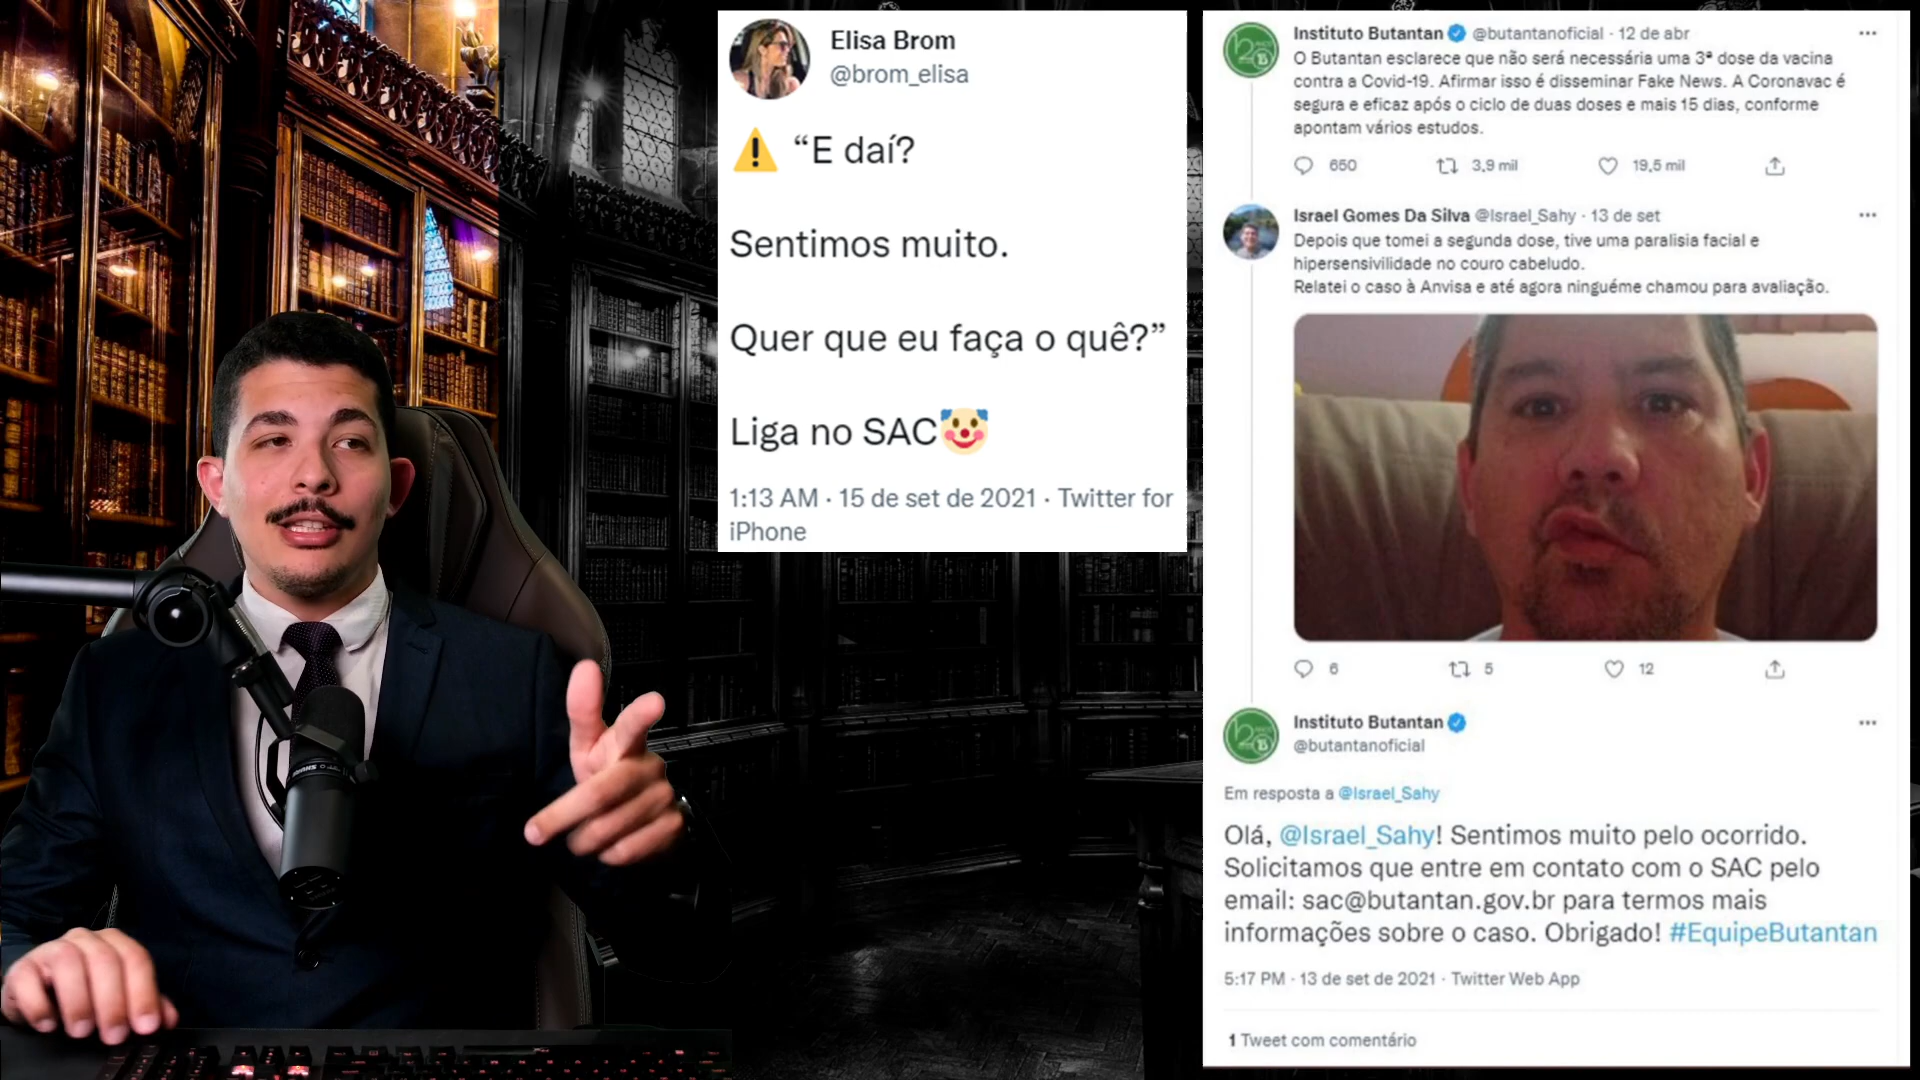 Elisa Brom
@brom_elisa
⚠️ “E daí?
Sentimos muito.
Quer que eu faça o quê?”
Liga no SAC🤡
1:13 AM · 15 de set de 2021 · Twitter for
iPhone
Instituto Butantan @butantanoficial · 12 de abr
O Butantan esclarece que não será necessária uma 3ª dose da vacina
contra a Covid-19. Afirmar isso é disseminar Fake News. A Coronavac é
segura e eficaz após o ciclo de duas doses e mais 15 dias, conforme
apontam vários estudos.
650 3,9 mil 19,5 mil
Israel Gomes Da Silva @Israel_Sahy · 13 de set
Depois que tomei a segunda dose, tive uma paralisia facial e
hipersensivilidade no couro cabeludo.
Relatei o caso à Anvisa e até agora ninguéme chamou para avaliação.
6 5 12
Instituto Butantan
@butantanoficial
Em resposta a @Israel_Sahy
Olá, @Israel_Sahy! Sentimos muito pelo ocorrido.
Solicitamos que entre em contato com o SAC pelo
email: sac@butantan.gov.br para termos mais
informações sobre o caso. Obrigado! #EquipeButantan
5:17 PM · 13 de set de 2021 · Twitter Web App
1 Tweet com comentário